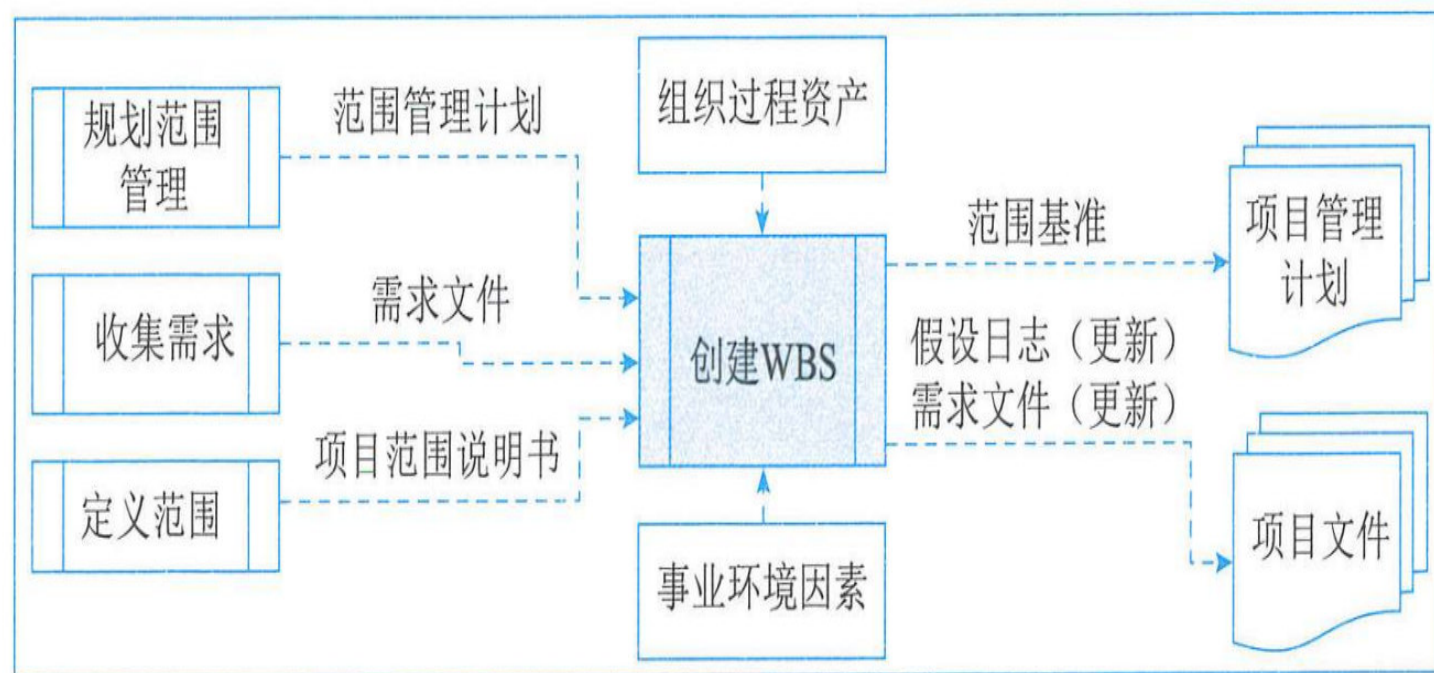 规划范围
管理
范围管理计划
收集需求
需求文件
定义范围
项目范围说明书
组织过程资产
创建WBS
事业环境因素
范围基准
项目管理
计划
假设日志（更新）
需求文件（更新）
项目文件